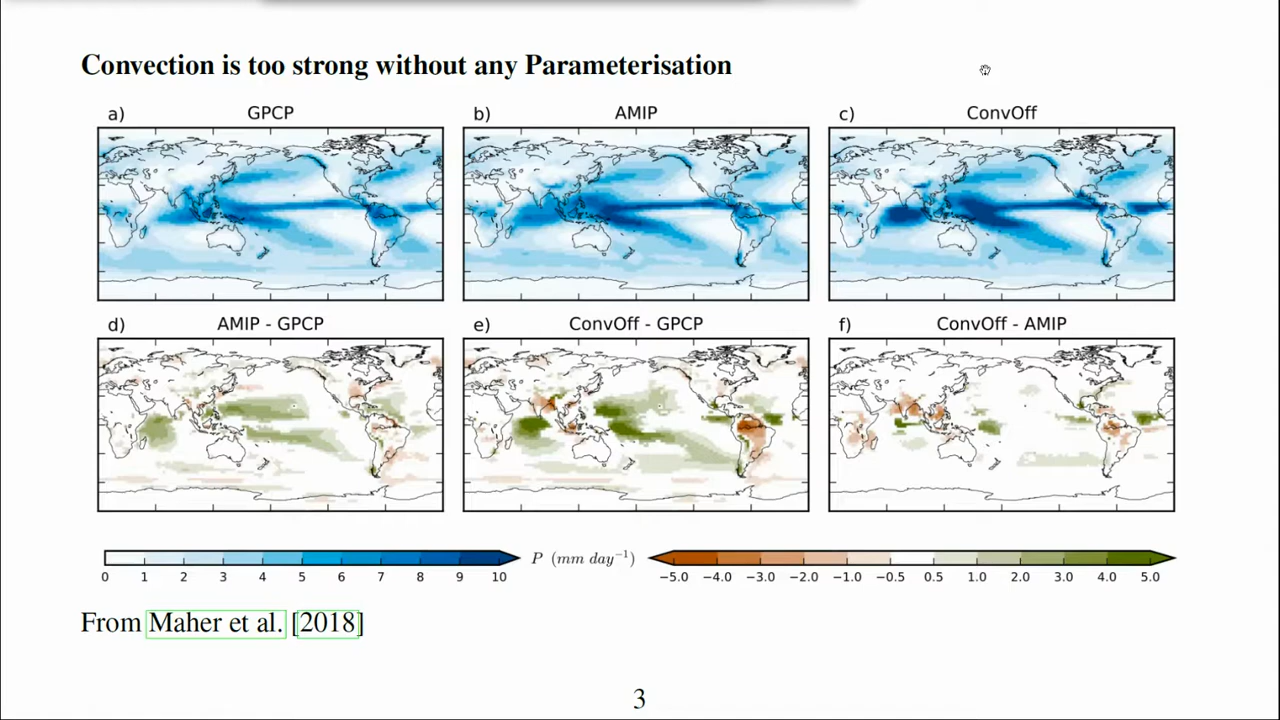 Convection is too strong without any Parameterisation
a) GPCP
b) AMIP
c) ConvOff
d) AMIP - GPCP
e) ConvOff - GPCP
f) ConvOff - AMIP
0 1 2 3 4 5 6 7 8 9 10
P (mm day⁻¹)
−5.0 −4.0 −3.0 −2.0 −1.0 −0.5 0.5 1.0 2.0 3.0 4.0 5.0
From Maher et al. [2018]
3